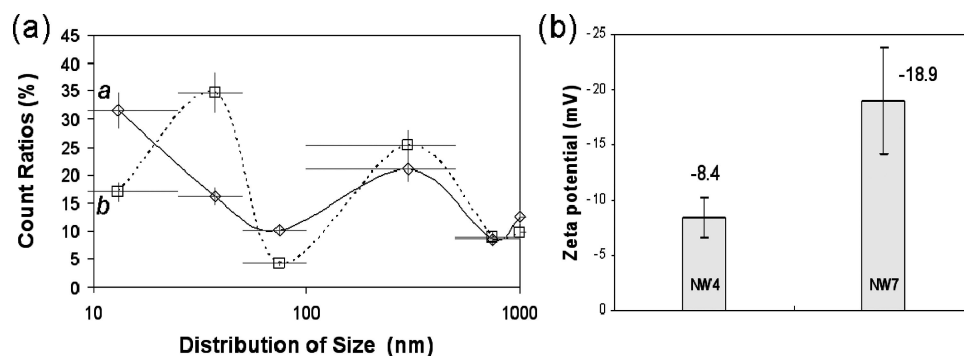 (a)
Count Ratios (%)
45
40
35
30
25
20
15
10
5
0
a
b
10
100
1000
Distribution of Size (nm)
(b)
Zeta potential (mV)
-25
-20
-15
-10
-5
0
-8.4
-18.9
NW4
NW7